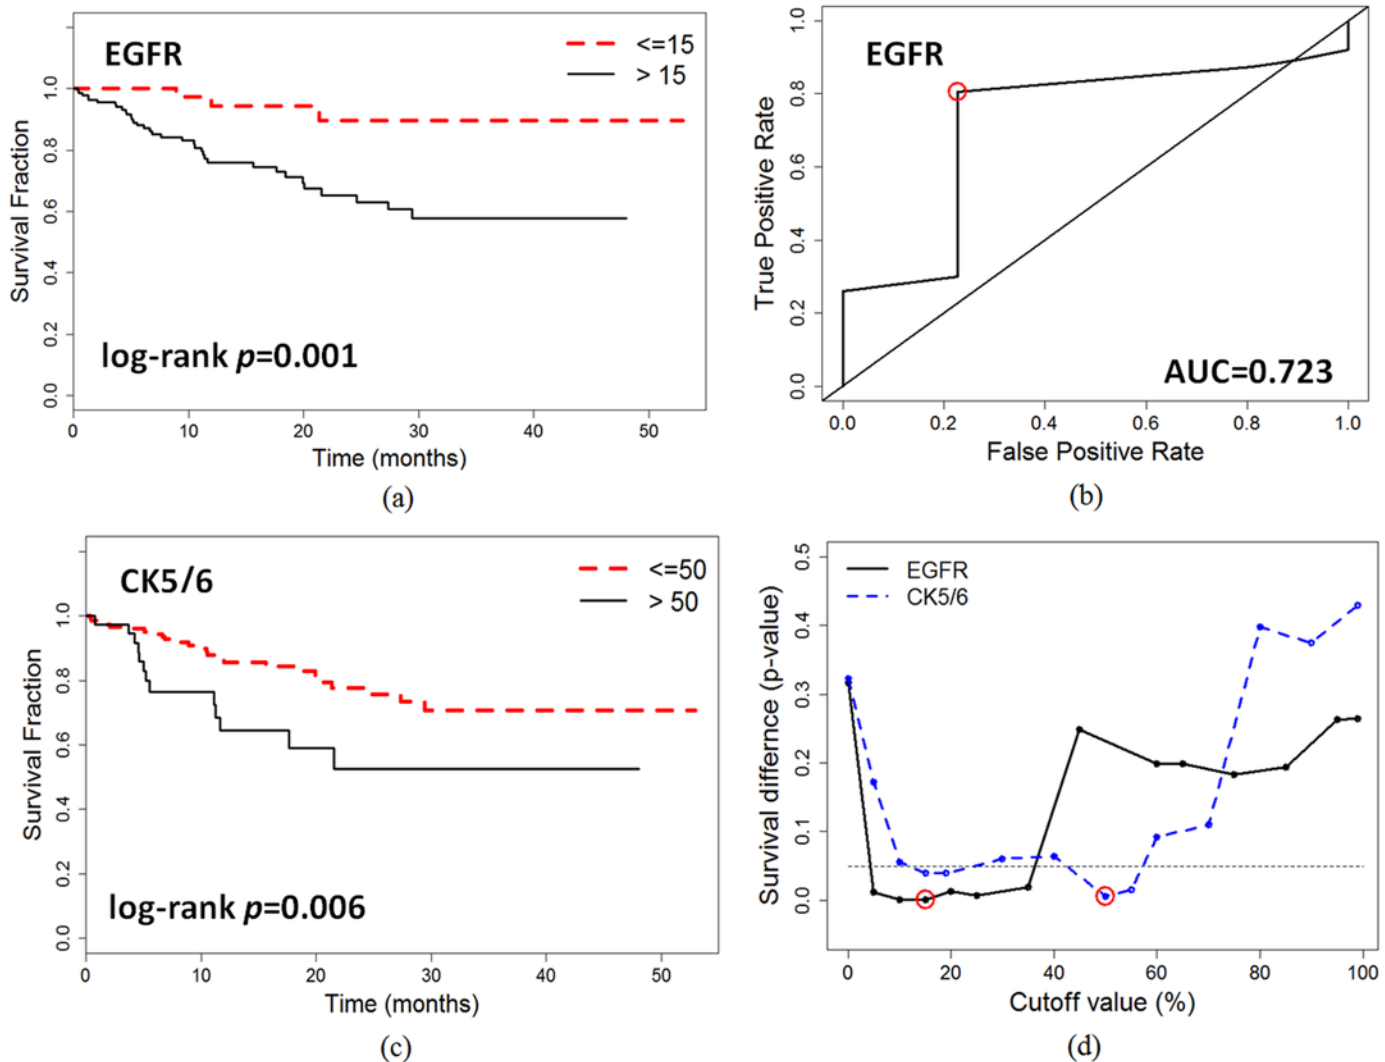 EGFR
<=15
> 15
1.0
0.8
0.6
0.4
0.2
0.0
Survival Fraction
log-rank p=0.001
0 10 20 30 40 50
Time (months)
(a)
EGFR
1.0
0.8
0.6
0.4
0.2
0.0
True Positive Rate
AUC=0.723
0.0 0.2 0.4 0.6 0.8 1.0
False Positive Rate
(b)
CK5/6
<=50
> 50
1.0
0.8
0.6
0.4
0.2
0.0
Survival Fraction
log-rank p=0.006
0 10 20 30 40 50
Time (months)
(c)
EGFR
CK5/6
0.5
0.4
0.3
0.2
0.1
0.0
Survival differnce (p-value)
0 20 40 60 80 100
Cutoff value (%)
(d)